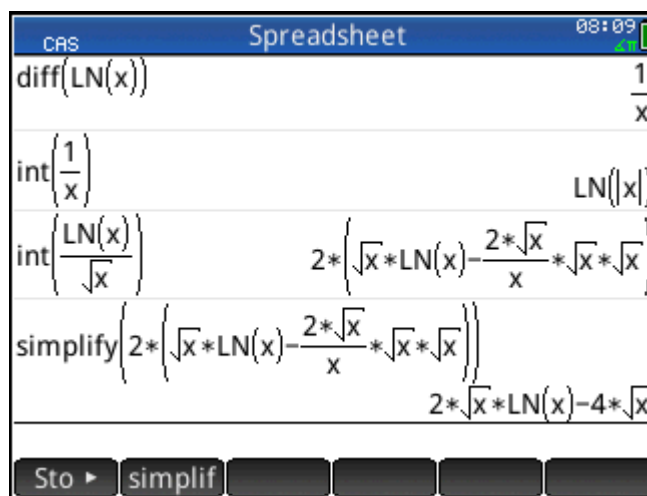 CAS Spreadsheet 08:09 ∡π
diff(LN(x))
1/x
int(1/x)
LN(|x|)
int(LN(x)/√x)
2*(√x*LN(x)-2*√x/x*√x*√x)
simplify(2*(√x*LN(x)-2*√x/x*√x*√x))
2*√x*LN(x)-4*√x
Sto ► simplif